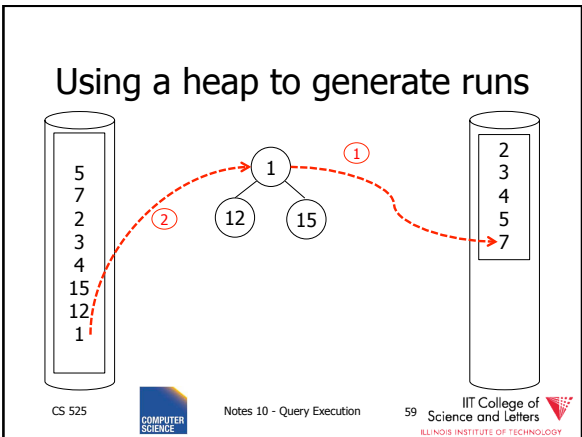 Using a heap to generate runs
5
7
2
3
4
15
12
1
2
1
12
15
1
2
3
4
5
7
CS 525
COMPUTER
SCIENCE
Notes 10 - Query Execution
59
IIT College of
Science and Letters
ILLINOIS INSTITUTE OF TECHNOLOGY